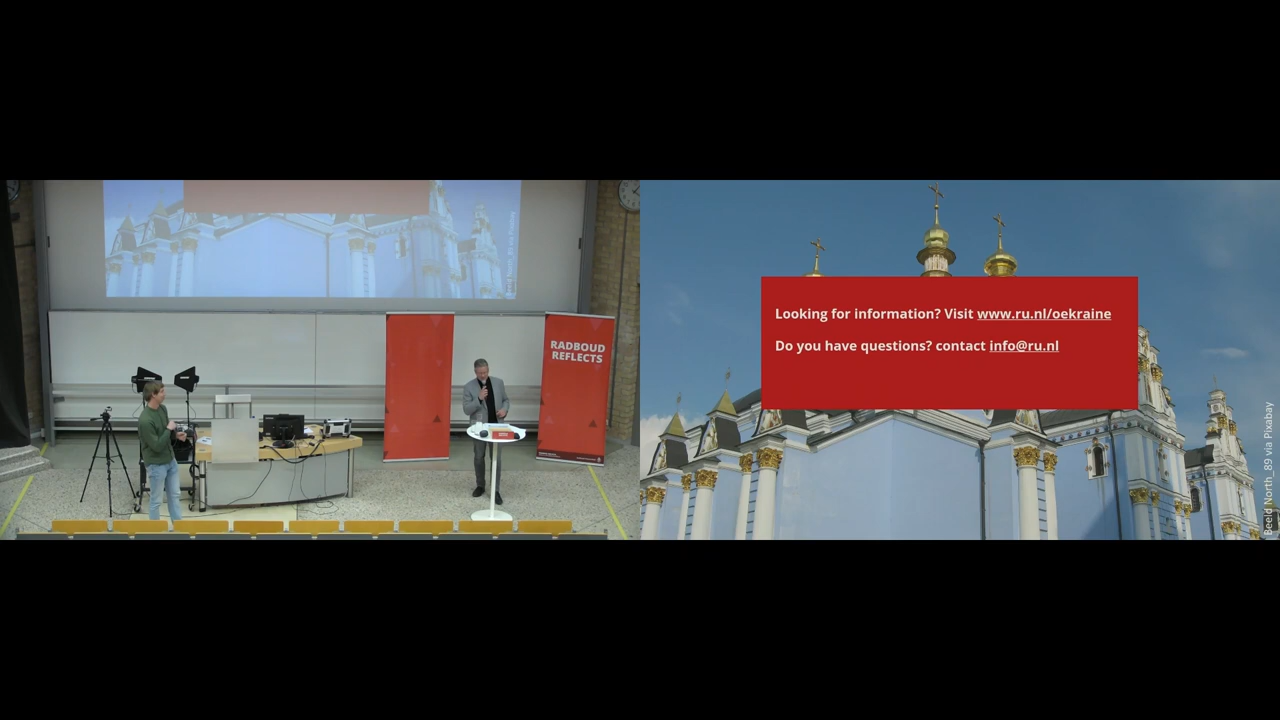 RADBOUD
REFLECTS
Looking for information? Visit www.ru.nl/oekraine
Do you have questions? contact info@ru.nl
Beeld North_89 via Pixabay